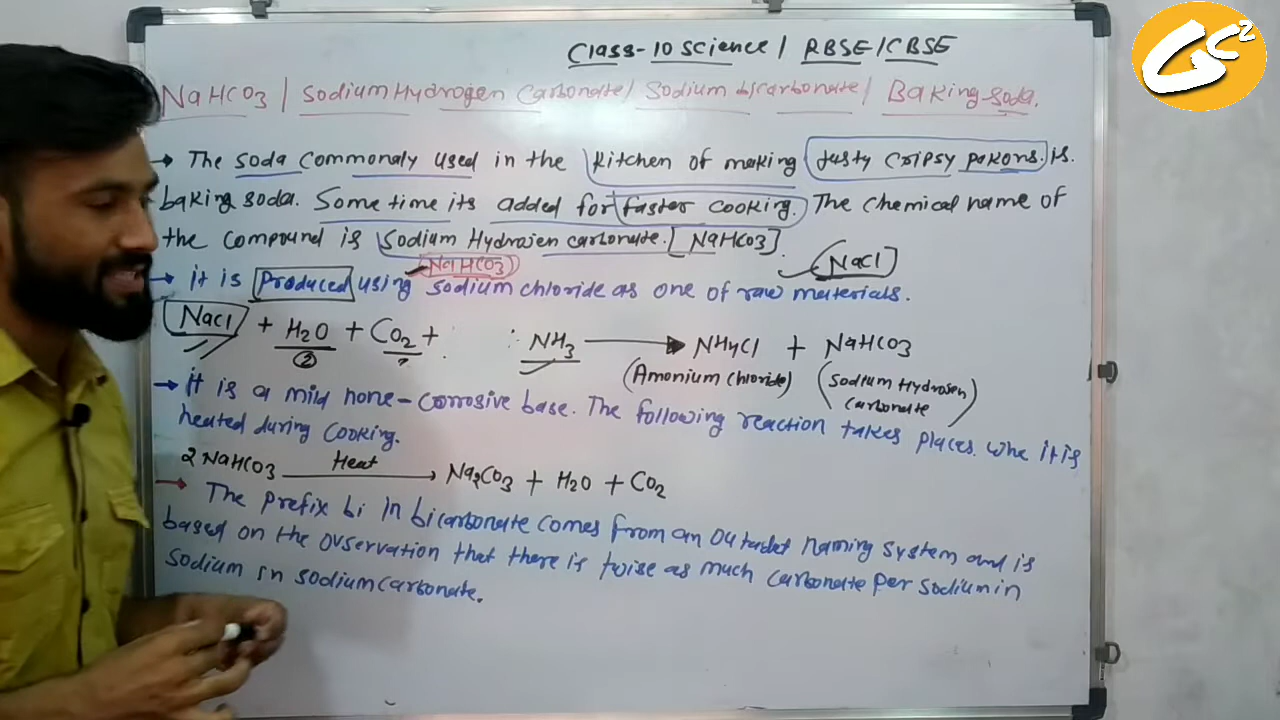 Class-10 Science / RBSE/CBSE
GSC²
NaHCO3 / Sodium Hydrogen Carbonate / Sodium bicarbonate / Baking-soda.
→ The soda commonaly used in the kitchen of making tasty cripsy pakons. is
baking soda. Some time its added for faster cooking. The chemical name of
the compound is Sodium Hydrojen carbonate. [NaHCO3]
NaHCO3 NaCl
→ it is Produced using sodium chloride as one of raw materials.
NaCl + H2O + CO2 + NH3 → NH4Cl + NaHCO3
② ?
(Amonium chloride) (Sodium Hydrogen
carbonate)
→ it is a mild none-corrosive base. The following reaction takes places whe it is
heated during cooking.
2 NaHCO3 Heat → Na2CO3 + H2O + CO2
→ The prefix bi in bicarbonate comes from an naming system and is
based on the ovservation that there is twise as much carbonate per sodium in
sodium in sodium carbonate.